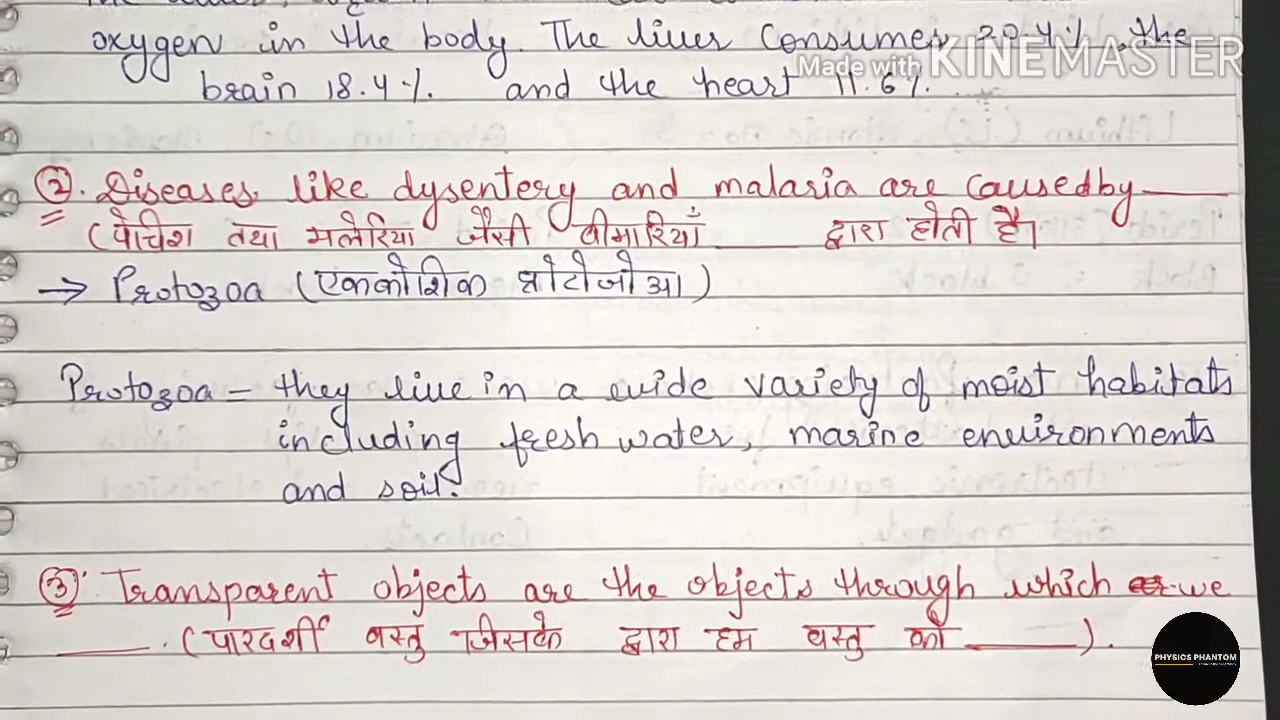 oxygen in the body. The liver Consumes 20.4% , the
Made with KINEMASTER
brain 18.4%. and the heart 11.6%.
②. Diseases like dysentery and malaria are Caused by ____
(पेचिश तथा मलेरिया जैसी बीमारियाँ ____ द्वारा होती है।
→ Protozoa (एककोशिक प्रोटोजोआ)
Protozoa = they live in a wide variety of moist habitats
including fresh water, marine environments
and soil.
③ Transparent objects are the objects through which we
____. (पारदर्शी वस्तु जिसके द्वारा हम वस्तु को ____).
PHYSICS PHANTOM